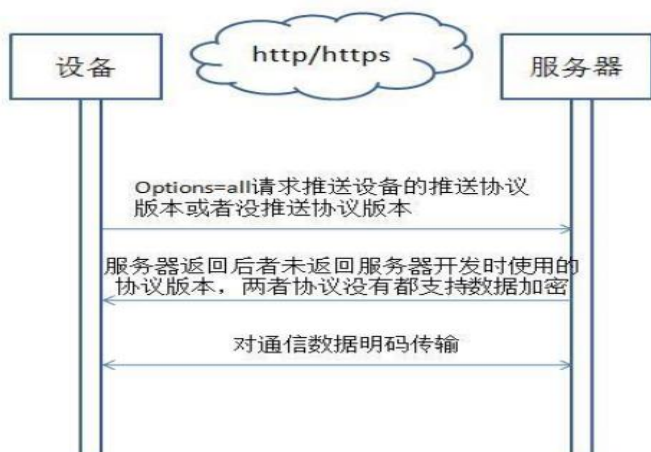 设备
http/https
服务器
Options=all请求推送设备的推送协议
版本或者没推送协议版本
服务器返回后者未返回服务器开发时使用的
协议版本，两者协议没有都支持数据加密
对通信数据明码传输